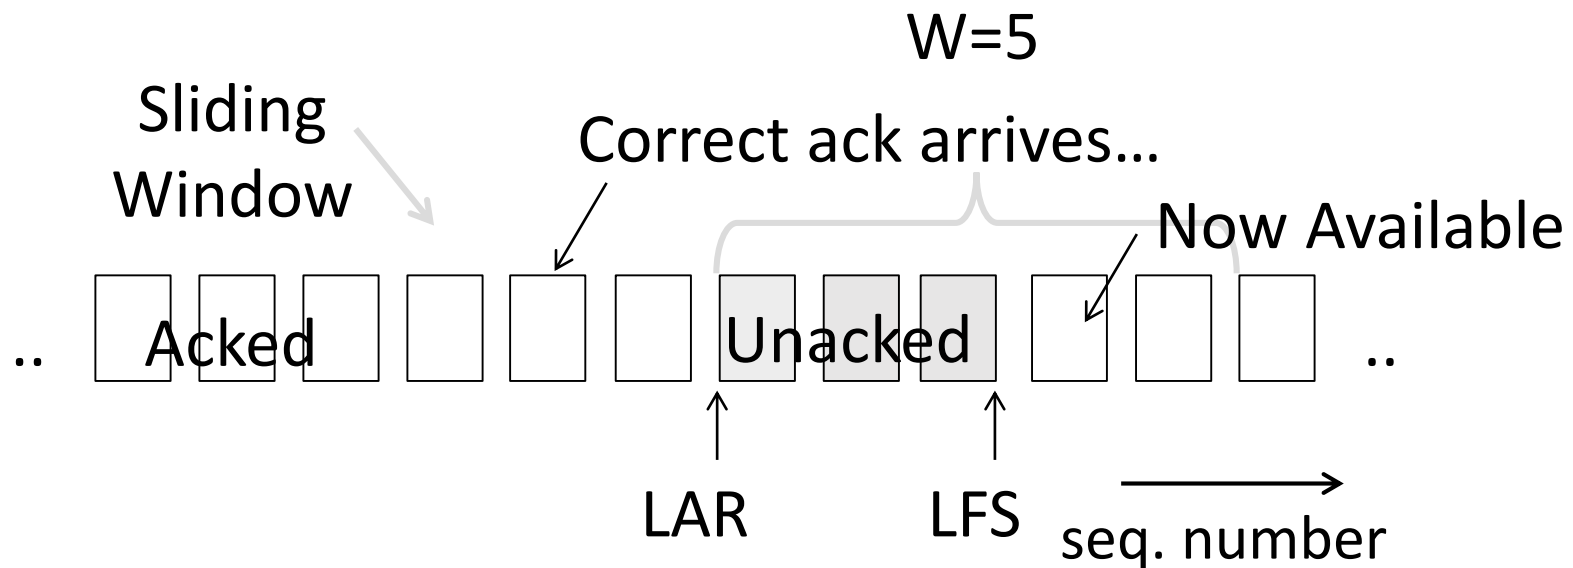 W=5
Sliding
Window
Correct ack arrives…
Now Available
..
Acked
Unacked
..
LAR
LFS
seq. number